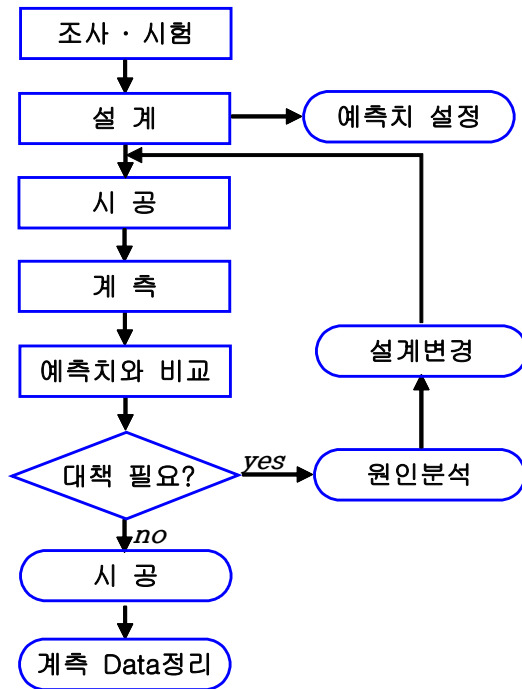 조사 · 시험
설 계
예측치 설정
시 공
계 측
예측치와 비교
설계변경
대책 필요?
yes
원인분석
no
시 공
계측 Data정리